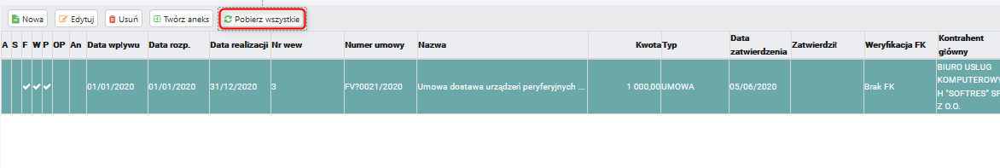 Nowa Edytuj Usuń Twórz aneks Pobierz wszystkie
A S F W P OP An Data wpływu Data rozp. Data realizacji Nr wew Numer umowy Nazwa Kwota Typ Data zatwierdzenia Zatwierdził Weryfikacja FK Kontrahent główny
01/01/2020 01/01/2020 31/12/2020 3 FV?0021/2020 Umowa dostawa urządzeń peryferyjnych ... 1 000,00 UMOWA 05/06/2020 Brak FK
BIURO USŁUG
KOMPUTEROWY
H "SOFTRES" SP
Z O.O.